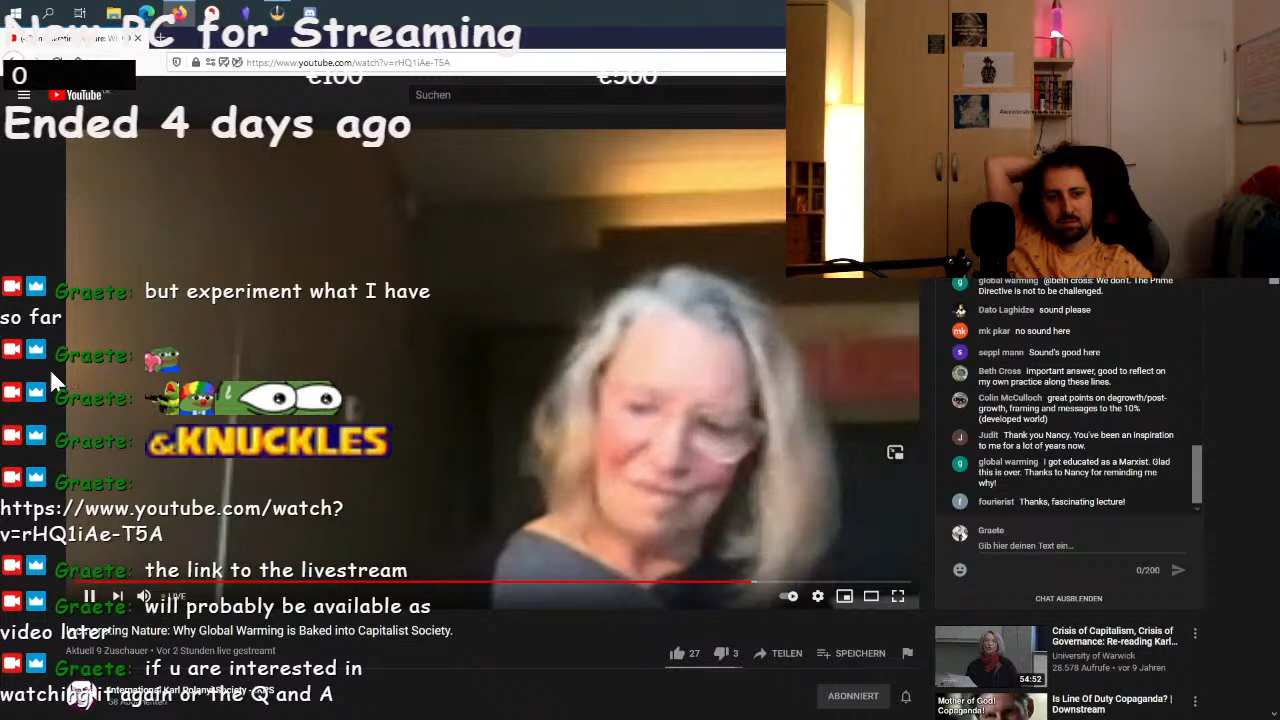 New PC for Streaming
https://www.youtube.com/watch?v=rHQ1iAe-T5A
0
€100
€500
YouTube
Suchen
Ended 4 days ago
Graete: but experiment what I have
so far
Graete:
Graete:
Graete: &KNUCKLES
Graete:
https://www.youtube.com/watch?
v=rHQ1iAe-T5A
Graete: the link to the livestream
Graete: will probably be available as
video later
Graete: if u are interested in
watching it again or the Q and A
LIVE
Nature: Why Global Warming is Baked into Capitalist Society.
Aktuell 9 Zuschauer • Vor 2 Stunden live gestreamt
27
3
TEILEN
SPEICHERN
International Karl Polanyi Society
ABONNIERT
global warming @beth cross: We don't. The Prime
Directive is not to be challenged.
Dato Laghidze sound please
mk pkar no sound here
seppl mann Sound's good here
Beth Cross Important answer, good to reflect on
my own practice along these lines.
Colin McCulloch great points on degrowth/post-
growth, framing and messages to the 10%
(developed world)
Judit Thank you Nancy. You've been an inspiration
to me for a lot of years now.
global warming I got educated as a Marxist. Glad
this is over. Thanks to Nancy for reminding me
why!
fourierist Thanks, fascinating lecture!
Graete
Gib hier deinen Text ein...
0/200
CHAT AUSBLENDEN
Crisis of Capitalism, Crisis of
Governance: Re-reading Karl...
University of Warwick
28.578 Aufrufe • vor 9 Jahren
54:52
Mother of God!
Copaganda!
Is Line Of Duty Copaganda? |
Downstream